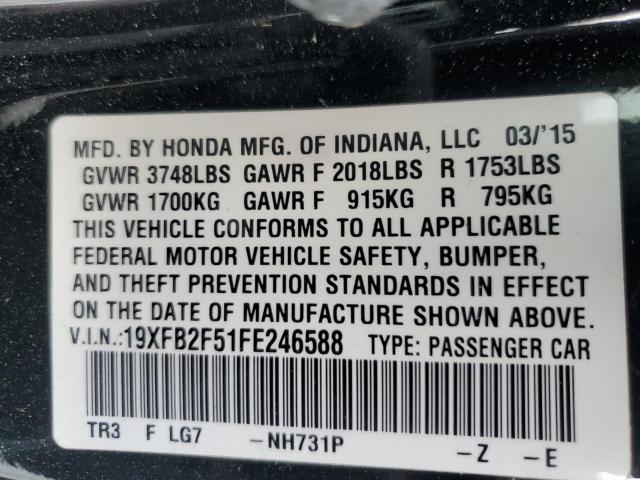 MFD. BY HONDA MFG. OF INDIANA, LLC 03/'15
GVWR 3748LBS GAWR F 2018LBS R 1753LBS
GVWR 1700KG GAWR F 915KG R 795KG
THIS VEHICLE CONFORMS TO ALL APPLICABLE
FEDERAL MOTOR VEHICLE SAFETY, BUMPER,
AND THEFT PREVENTION STANDARDS IN EFFECT
ON THE DATE OF MANUFACTURE SHOWN ABOVE.
V.I.N.:19XFB2F51FE246588 TYPE: PASSENGER CAR
TR3 F LG7 -NH731P -Z -E